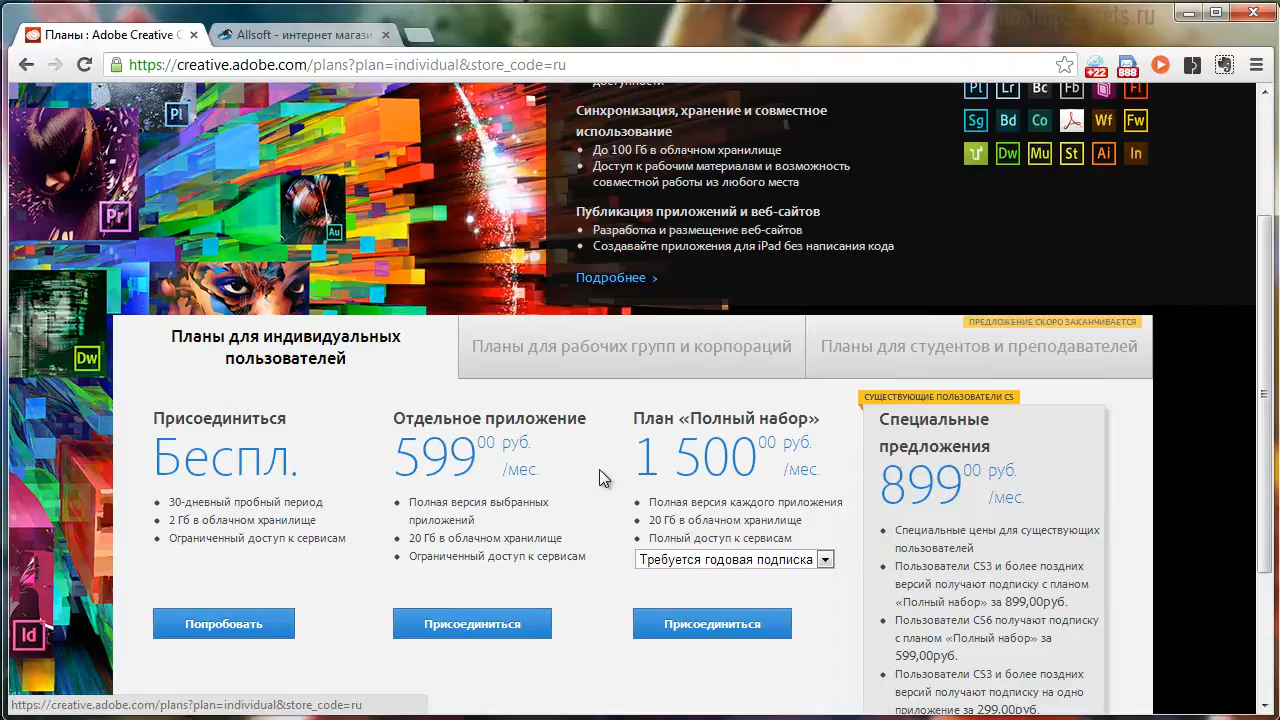 Планы : Adobe Creative C
Allsoft - интернет магази
https://creative.adobe.com/plans?plan=individual&store_code=ru
+22
888
Pl
Pr
Au
Dw
Id
Pl Lr Bc Fb Fl
Sg Bd Co Wf Fw
Dw Mu St Ai In
Синхронизация, хранение и совместное
использование
До 100 Гб в облачном хранилище
Доступ к рабочим материалам и возможность
совместной работы из любого места
Публикация приложений и веб-сайтов
Разработка и размещение веб-сайтов
Создавайте приложения для iPad без написания кода
Подробнее >
Планы для индивидуальных
пользователей
Планы для рабочих групп и корпораций
ПРЕДЛОЖЕНИЕ СКОРО ЗАКАНЧИВАЕТСЯ
Планы для студентов и преподавателей
Присоединиться
Беспл.
30-дневный пробный период
2 Гб в облачном хранилище
Ограниченный доступ к сервисам
Попробовать
Отдельное приложение
599 00 руб.
/мес.
Полная версия выбранных
приложений
20 Гб в облачном хранилище
Ограниченный доступ к сервисам
Присоединиться
План «Полный набор»
1 500 00 руб.
/мес.
Полная версия каждого приложения
20 Гб в облачном хранилище
Полный доступ к сервисам
Требуется годовая подписка
Присоединиться
СУЩЕСТВУЮЩИЕ ПОЛЬЗОВАТЕЛИ CS
Специальные
предложения
899 00 руб.
/мес.
Специальные цены для существующих
пользователей
Пользователи CS3 и более поздних
версий получают подписку с планом
«Полный набор» за 899,00руб.
Пользователи CS6 получают подписку
с планом «Полный набор» за
599,00руб.
Пользователи CS3 и более поздних
версий получают подписку на одно
приложение за 299,00руб.
https://creative.adobe.com/plans?plan=individual&store_code=ru